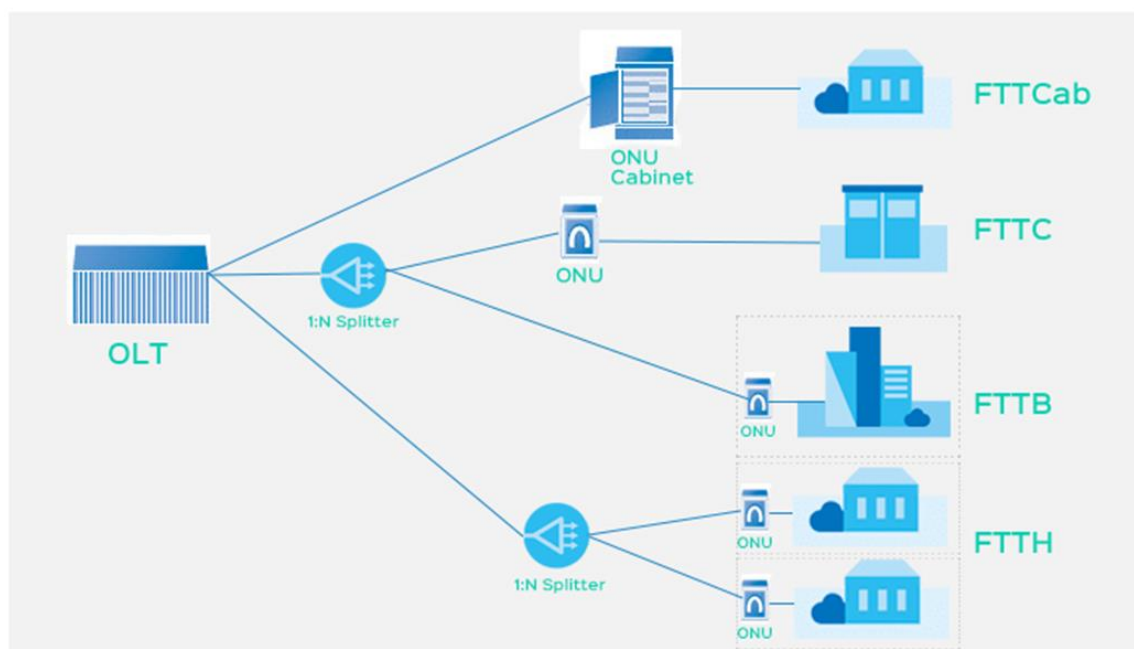 FTTCab
ONU
Cabinet
FTTC
ONU
1:N Splitter
OLT
FTTB
ONU
FTTH
ONU
1:N Splitter
ONU